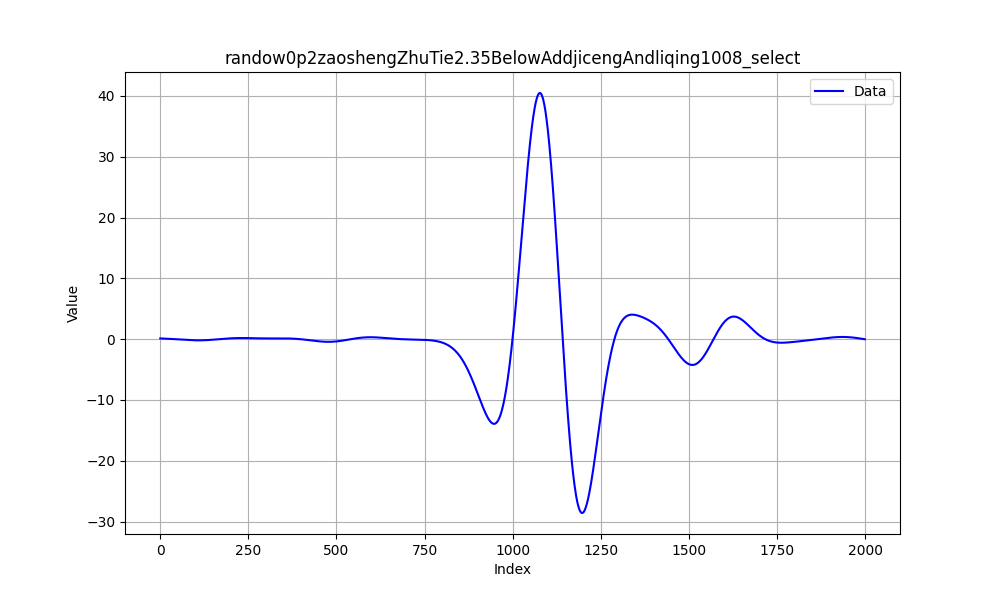 randow0p2zaoshengZhuTie2.35BelowAddjicengAndliqing1008_select
Data
40
30
20
10
0
−10
−20
−30
Value
0 250 500 750 1000 1250 1500 1750 2000
Index